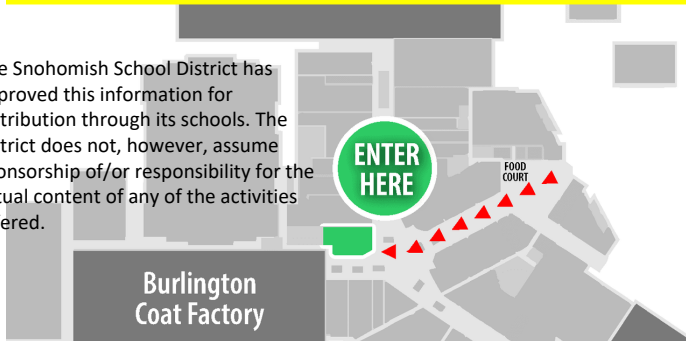 e Snohomish School District has
proved this information for
tribution through its schools. The
trict does not, however, assume
onsorship of/or responsibility for the
tual content of any of the activities
ered.
ENTER
HERE
FOOD
COURT
Burlington
Coat Factory